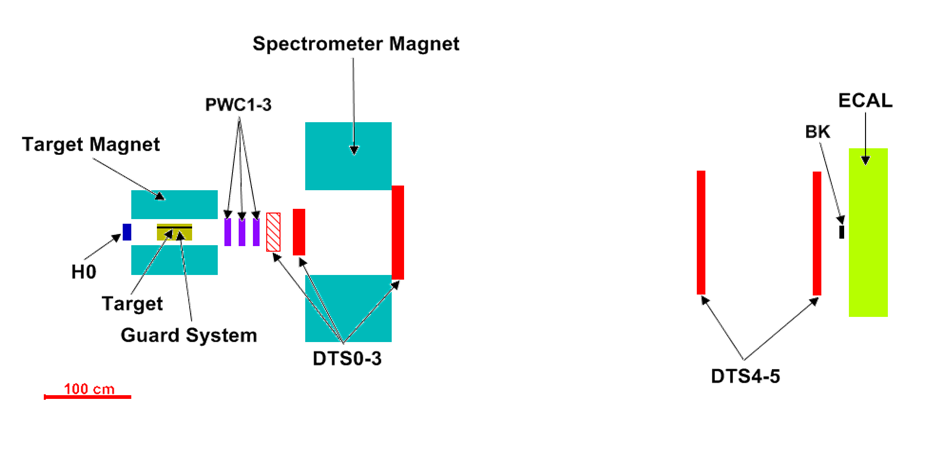 Spectrometer Magnet
PWC1-3
ECAL
BK
Target Magnet
H0
Target
Guard System
DTS0-3
DTS4-5
100 cm